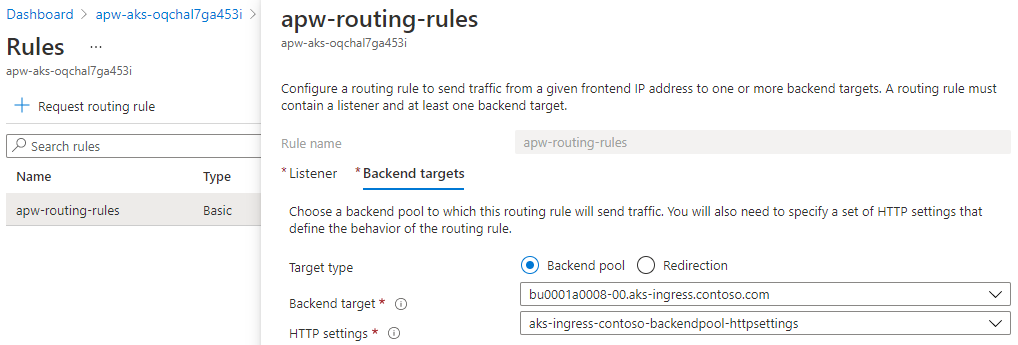 Dashboard > apw-aks-oqchal7ga453i >
Rules ...
apw-aks-oqchal7ga453i
+ Request routing rule
Search rules
Name Type
apw-routing-rules Basic
apw-routing-rules
apw-aks-oqchal7ga453i
Configure a routing rule to send traffic from a given frontend IP address to one or more backend targets. A routing rule must
contain a listener and at least one backend target.
Rule name apw-routing-rules
* Listener * Backend targets
Choose a backend pool to which this routing rule will send traffic. You will also need to specify a set of HTTP settings that
define the behavior of the routing rule.
Target type Backend pool Redirection
Backend target * bu0001a0008-00.aks-ingress.contoso.com
HTTP settings * aks-ingress-contoso-backendpool-httpsettings